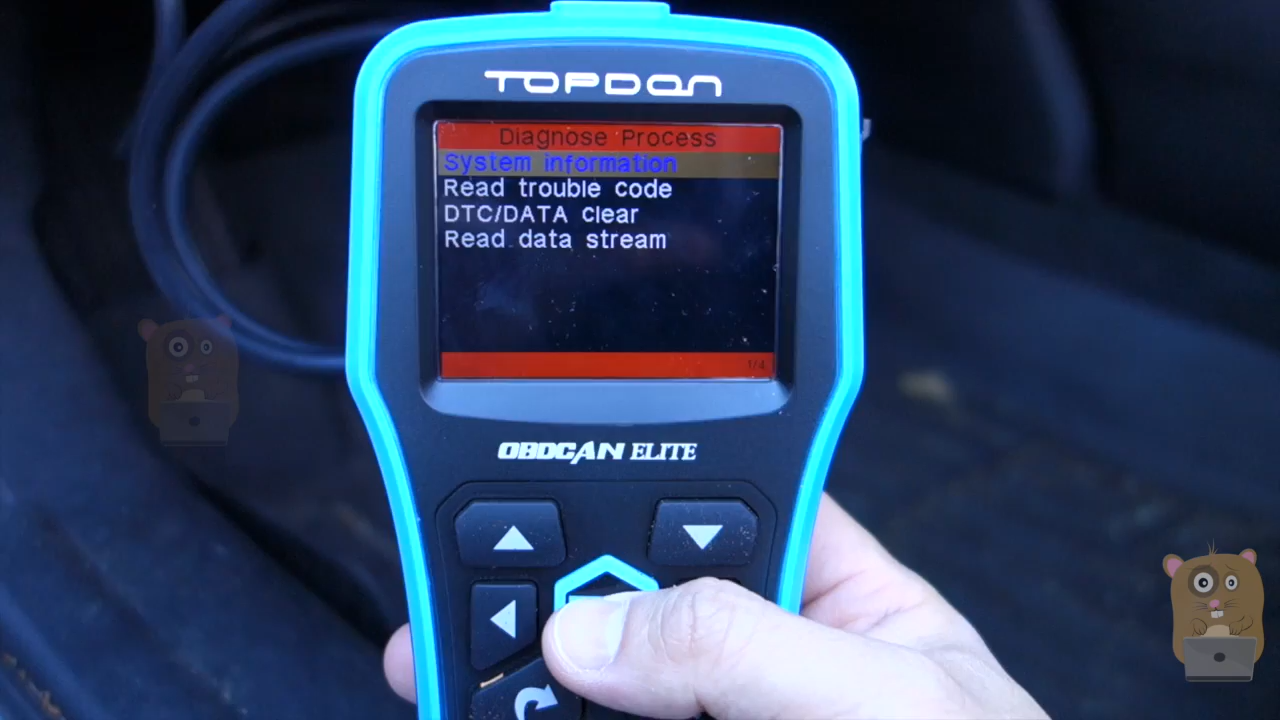 TOPDON
Diagnose Process
System information
Read trouble code
DTC/DATA clear
Read data stream
1/4
OBDCAN ELITE